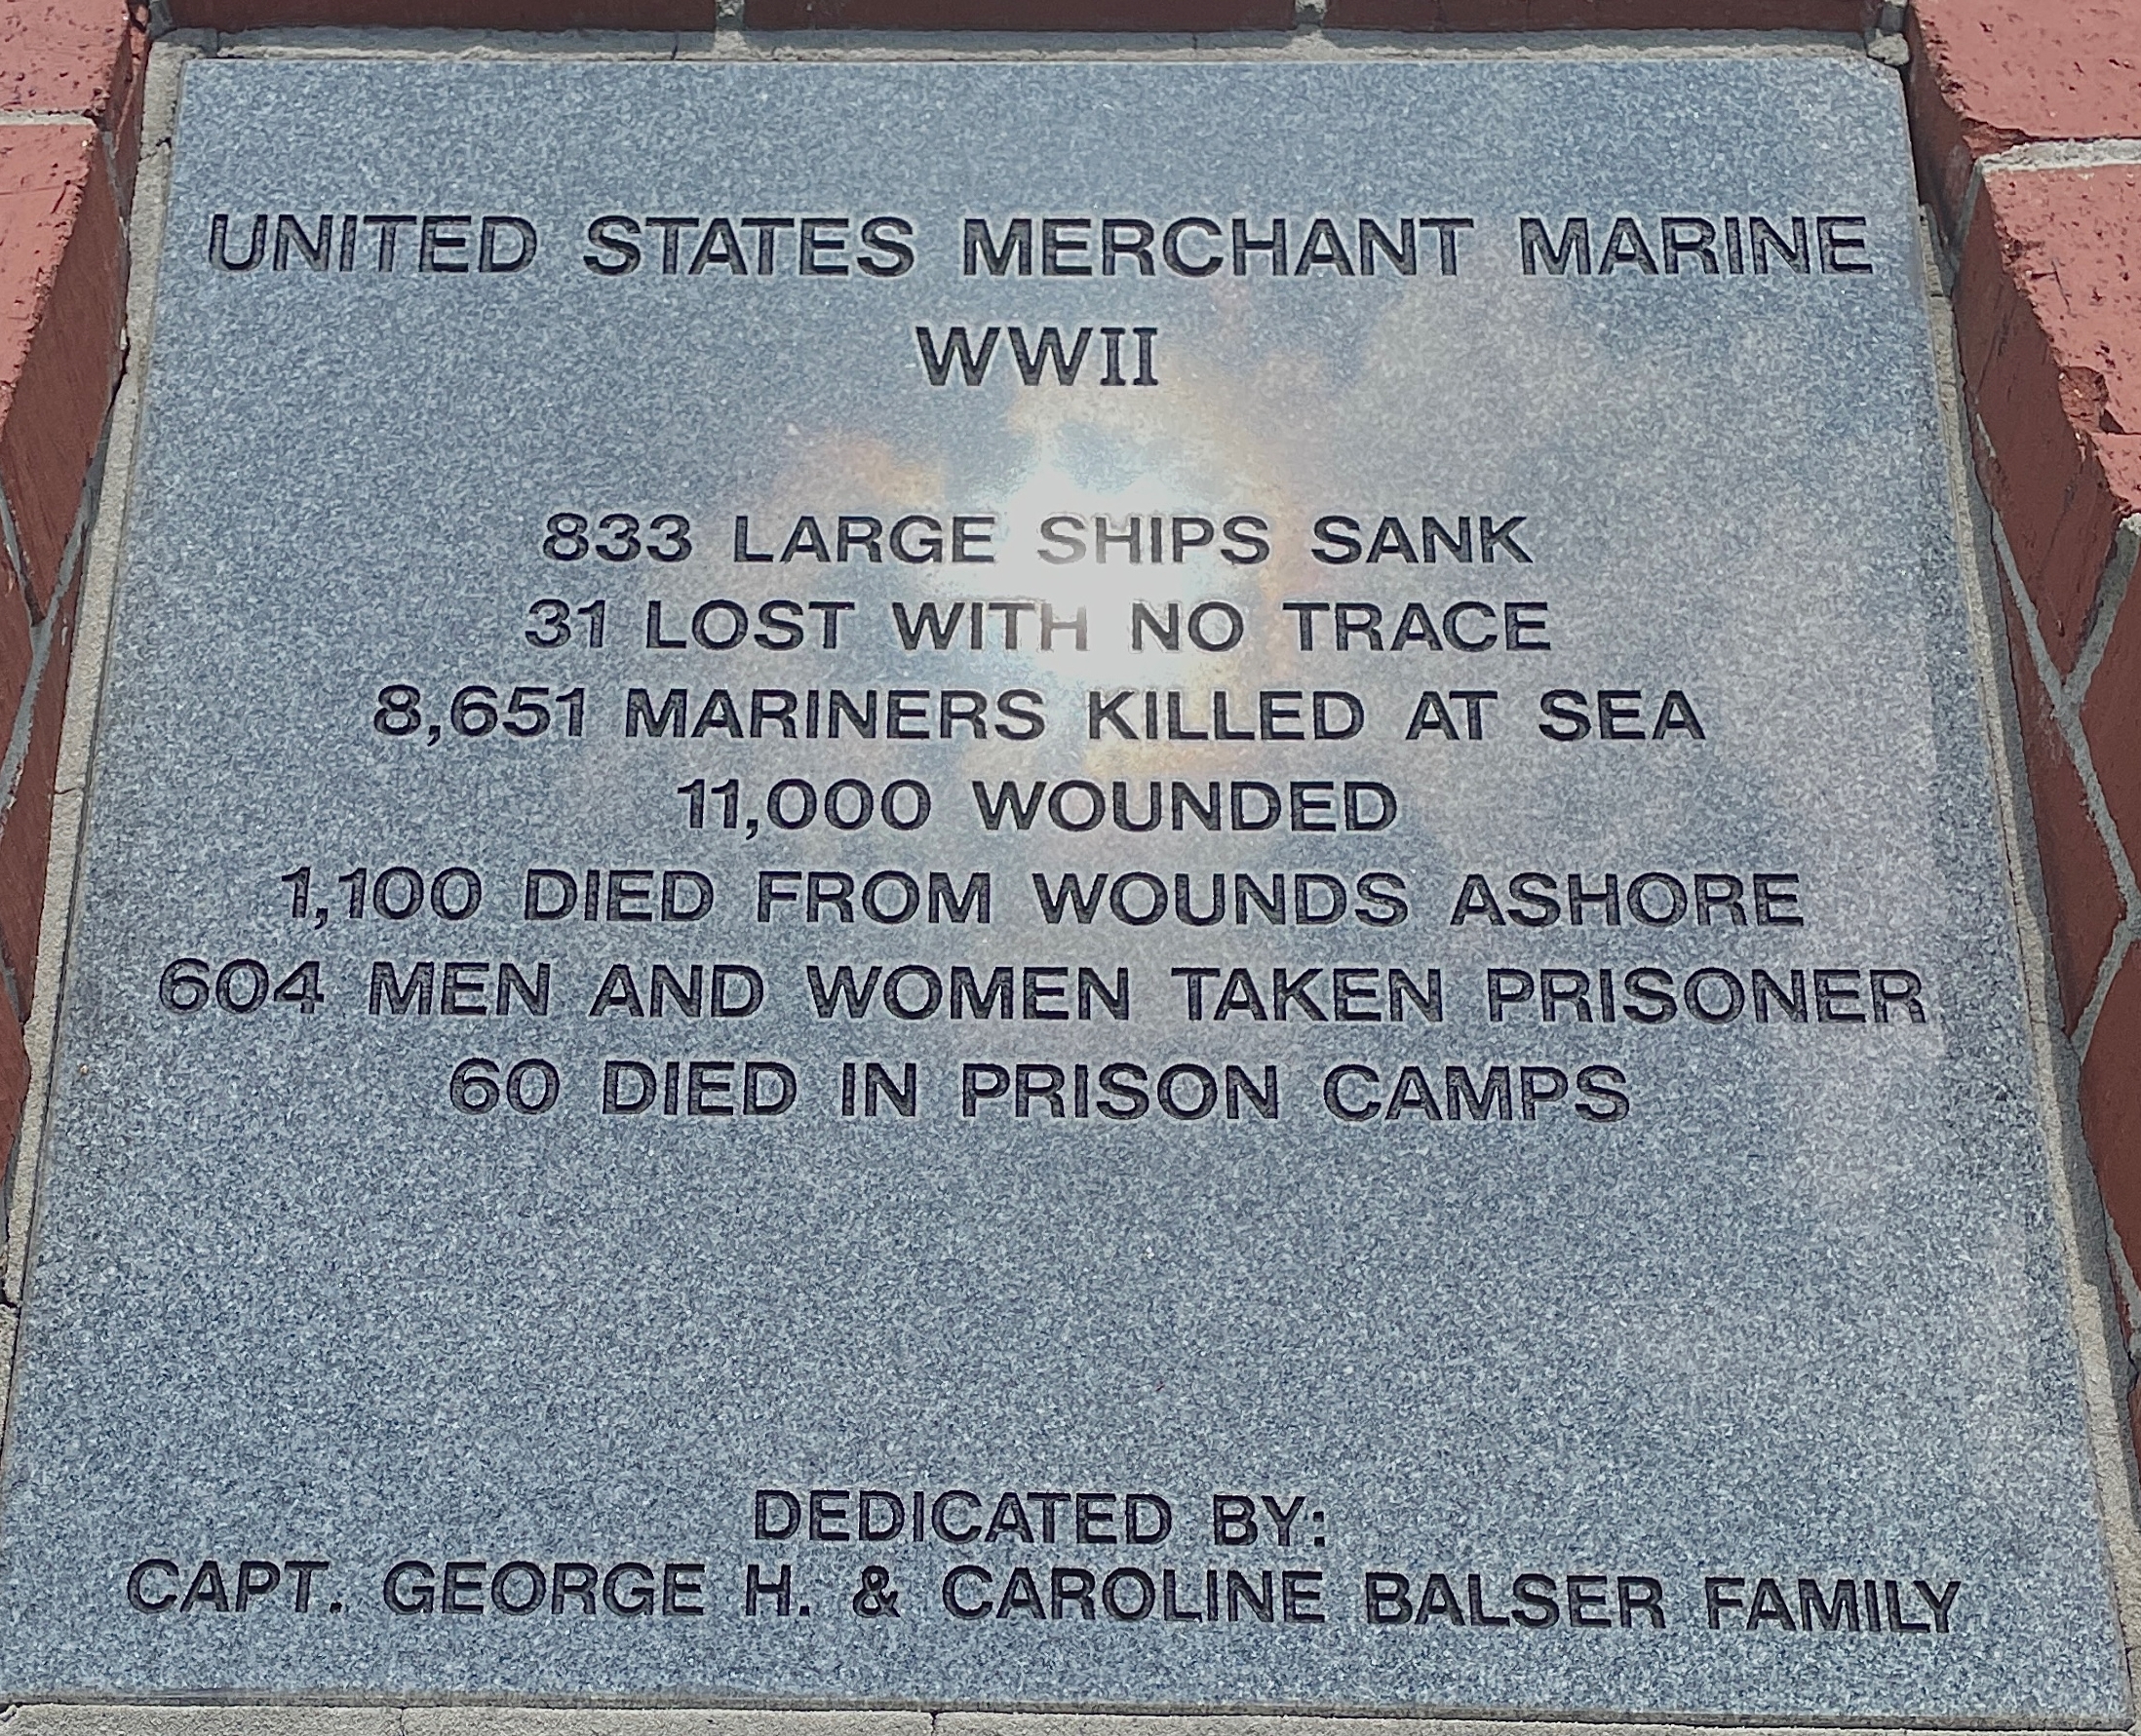 UNITED STATES MERCHANT MARINE
WWII
833 LARGE SHIPS SANK
31 LOST WITH NO TRACE
8,651 MARINERS KILLED AT SEA
11,000 WOUNDED
1,100 DIED FROM WOUNDS ASHORE
604 MEN AND WOMEN TAKEN PRISONER
60 DIED IN PRISON CAMPS
DEDICATED BY:
CAPT. GEORGE H. & CAROLINE BALSER FAMILY